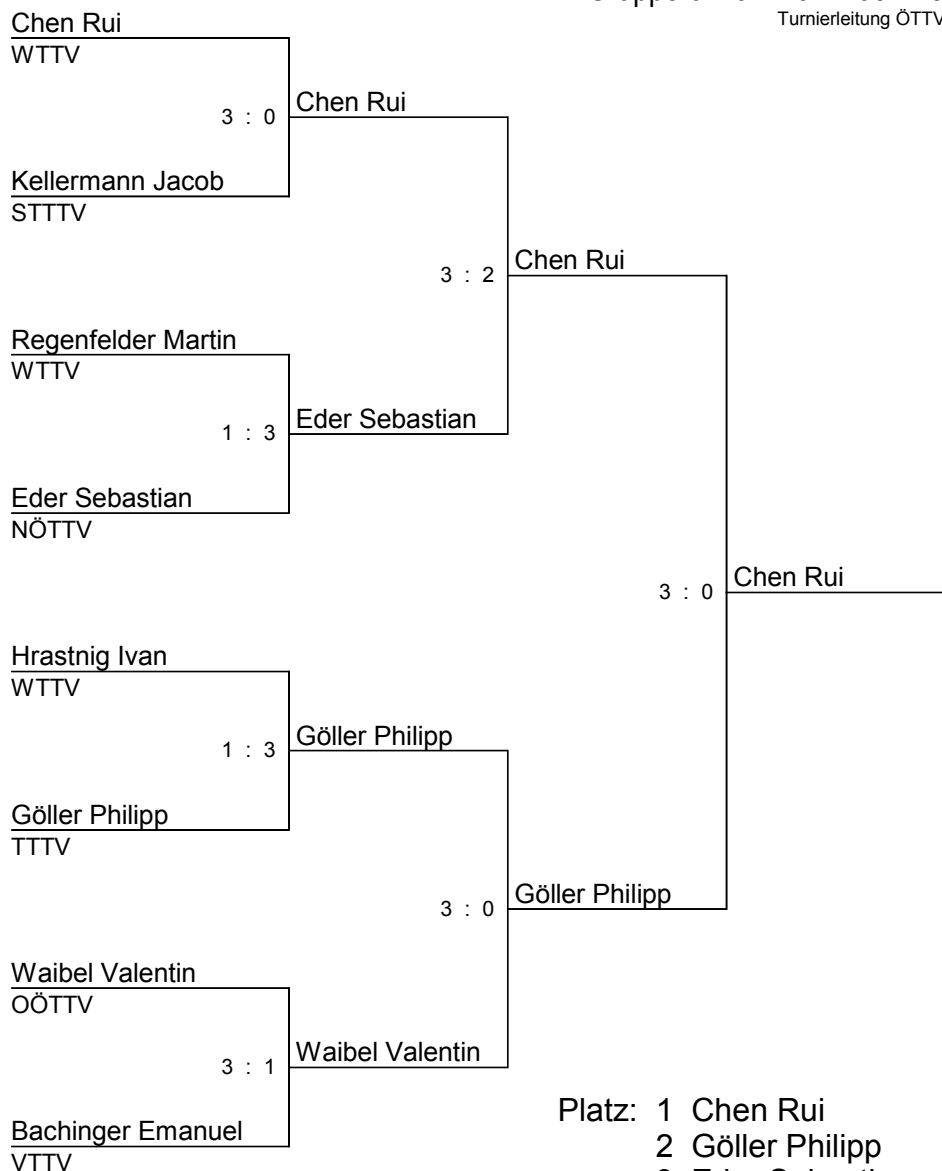 Turnierleitung ÖTTV
Chen Rui
WTTV
3 : 0
Chen Rui
Kellermann Jacob
STTTV
3 : 2
Chen Rui
Regenfelder Martin
WTTV
1 : 3
Eder Sebastian
Eder Sebastian
NÖTTV
3 : 0
Chen Rui
Hrastnig Ivan
WTTV
1 : 3
Göller Philipp
Göller Philipp
TTTV
3 : 0
Göller Philipp
Waibel Valentin
OÖTTV
3 : 1
Waibel Valentin
Bachinger Emanuel
VTTV
Platz: 1 Chen Rui
2 Göller Philipp